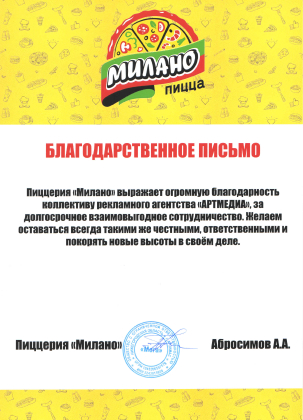 МИЛАНО
ПИЦЦА
БЛАГОДАРСТВЕННОЕ ПИСЬМО
Пиццерия «Милано» выражает огромную благодарность
коллективу рекламного агентства «АРТМЕДИА», за
долгосрочное взаимовыгодное сотрудничество. Желаем
оставаться всегда такими же честными, ответственными и
покорять новые высоты в своём деле.
Пиццерия «Милано»
Абросимов А.А.